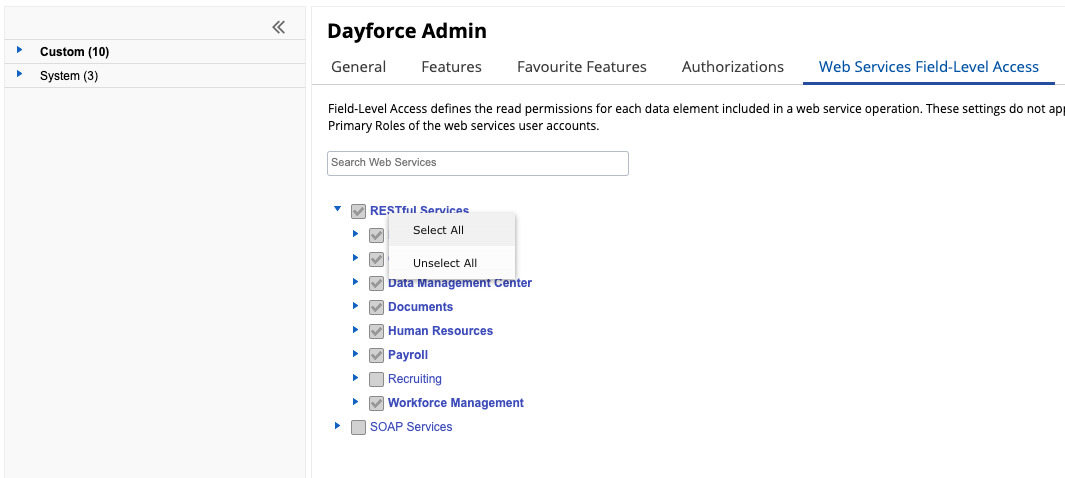 Dayforce Admin
Custom (10)
System (3)
General Features Favourite Features Authorizations Web Services Field-Level Access
Field-Level Access defines the read permissions for each data element included in a web service operation. These settings do not
Primary Roles of the web services user accounts.
Search Web Services
RESTful Services
Select All
Unselect All
Data Management Center
Documents
Human Resources
Payroll
Recruiting
Workforce Management
SOAP Services